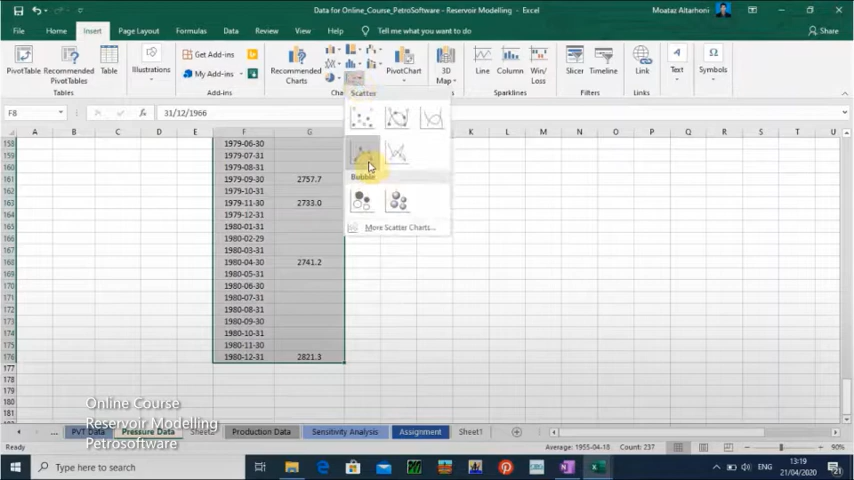 Data for Online_Course_PetroSoftware - Reservoir Modelling - Excel
Moataz Altarhoni
File Home Insert Page Layout Formulas Data Review View Help Tell me what you want to do Share
PivotTable Recommended PivotTables Table
Tables
Illustrations
Get Add-ins
My Add-ins
Add-ins
Recommended Charts
PivotChart
3D Map
Line Column Win/Loss
Sparklines
Slicer Timeline
Filters
Link
Links
Text
Symbols
Scatter
Bubble
More Scatter Charts...
F8 31/12/1966
A B C D E F G K L M N O P Q R S T U
158 1979-06-30
159 1979-07-31
160 1979-08-31
161 1979-09-30 2757.7
162 1979-10-31
163 1979-11-30 2733.0
164 1979-12-31
165 1980-01-31
166 1980-02-29
167 1980-03-31
168 1980-04-30 2741.2
169 1980-05-31
170 1980-06-30
171 1980-07-31
172 1980-08-31
173 1980-09-30
174 1980-10-31
175 1980-11-30
176 1980-12-31 2821.3
177
178
179
180
181
Online Course
Reservoir Modelling
Petrosoftware
... PVT Data Pressure Data Production Data Sensitivity Analysis Assignment Sheet1
Ready Average: 1955-04-18 Count: 237 90%
Type here to search
ENG
13:19
21/04/2020
21